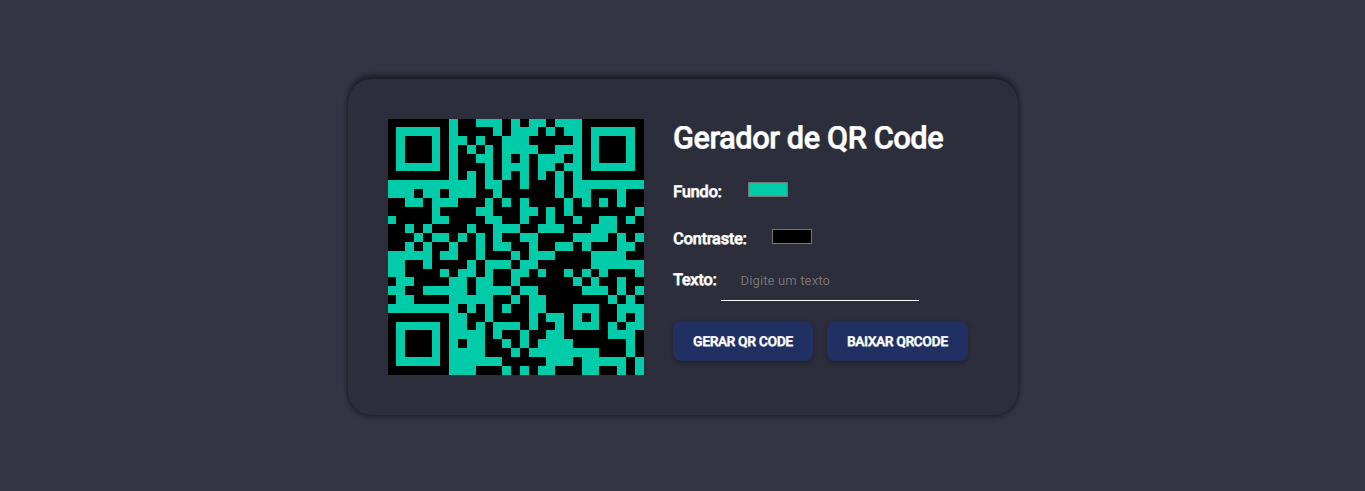 Gerador de QR Code
Fundo:
Contraste:
Texto: Digite um texto
GERAR QR CODE BAIXAR QRCODE